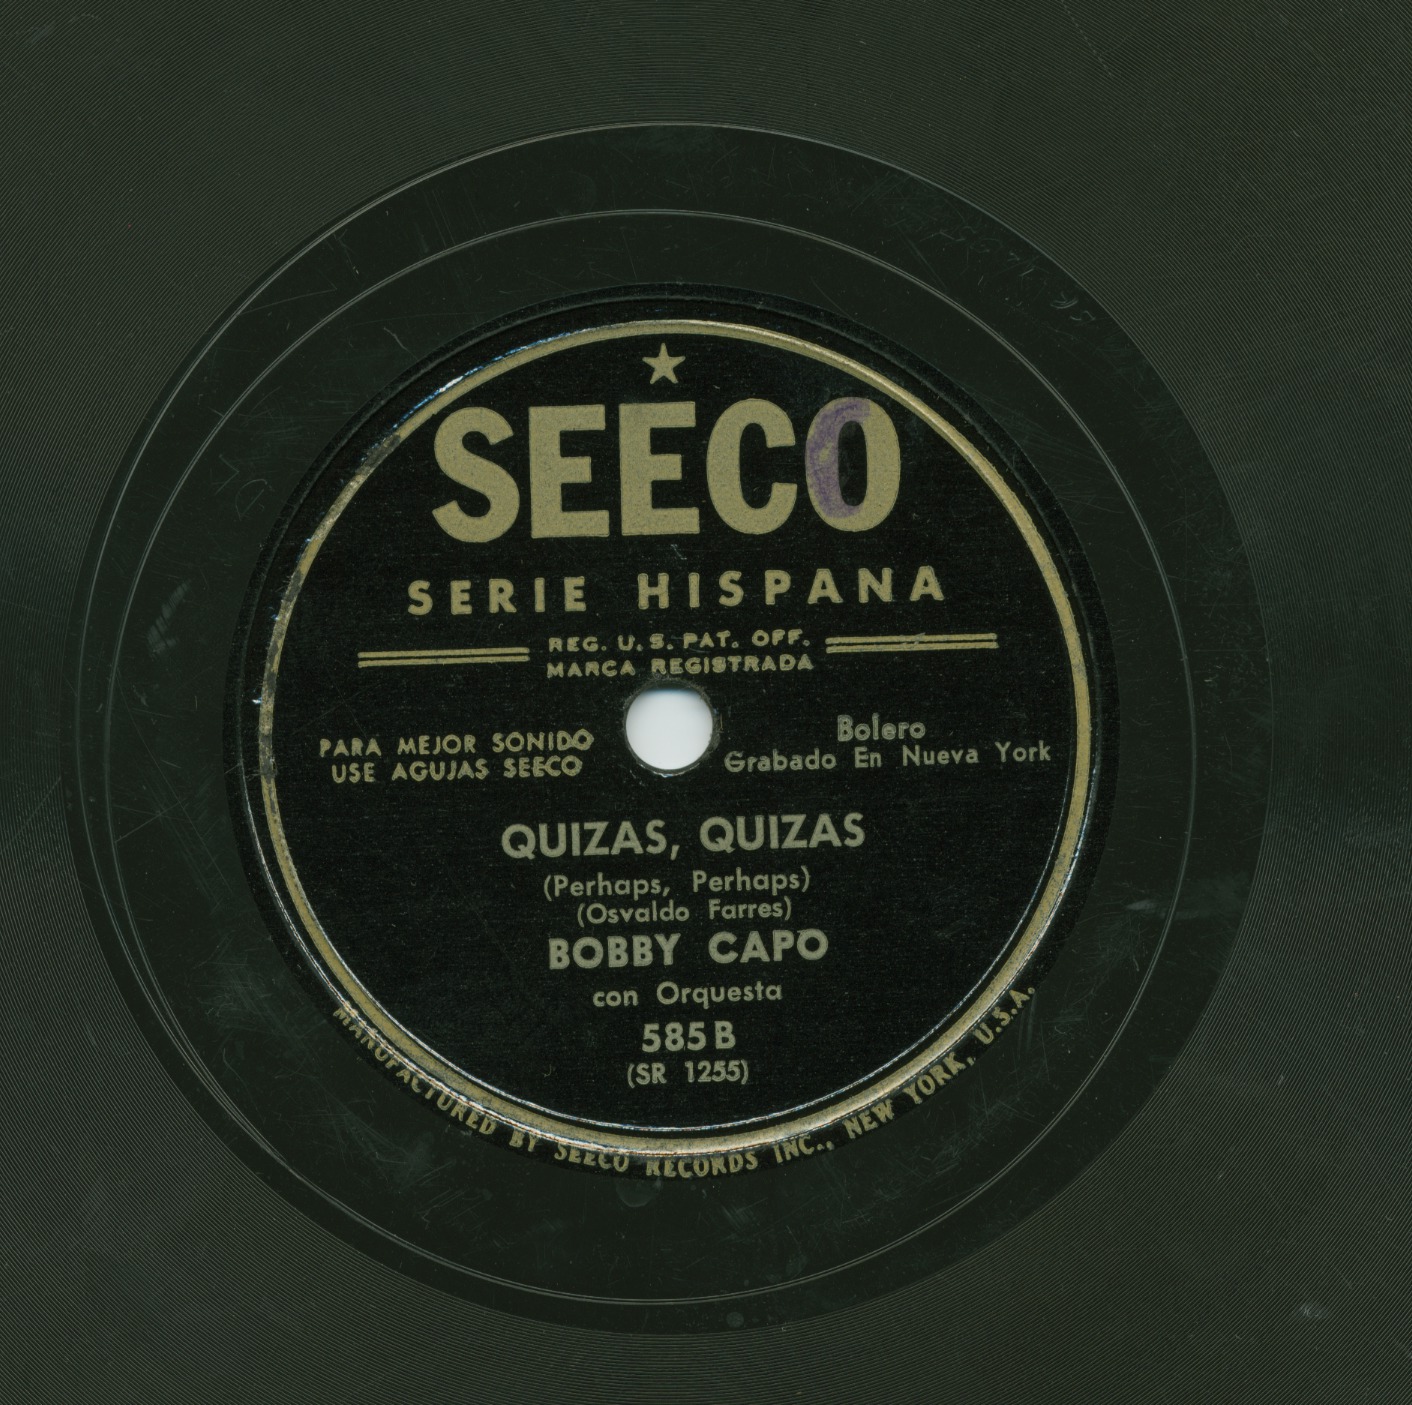 SEECO
SERIE HISPANA
REG. U.S. PAT. OFF.
MARCA REGISTRADA
PARA MEJOR SONIDO
USE AGUJAS SEECO
Bolero
Grabado En Nueva York
QUIZAS, QUIZAS
(Perhaps, Perhaps)
(Osvaldo Farres)
BOBBY CAPO
con Orquesta
585 B
(SR 1255)
MANUFACTURED BY SEECO RECORDS INC., NEW YORK, U.S.A.